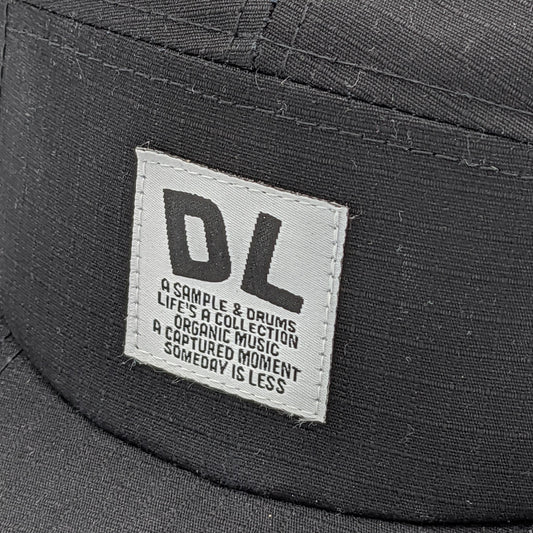 DL
A SAMPLE & DRUMS
LIFE'S A COLLECTION
ORGANIC MUSIC
A CAPTURED MOMENT
SOMEDAY IS LESS